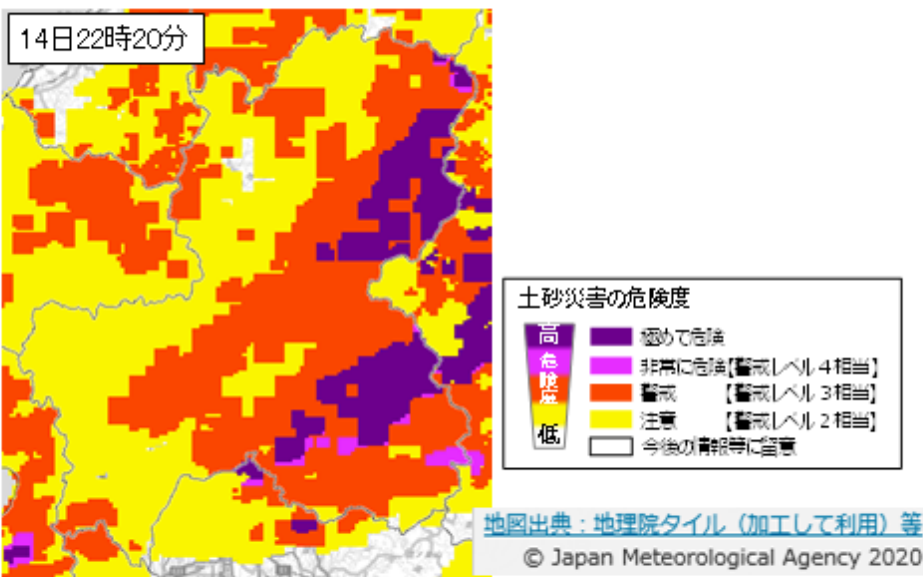 14日22時20分
土砂災害の危険度
高
危険度
低
極めて危険
非常に危険【警戒レベル4相当】
警戒 【警戒レベル3相当】
注意 【警戒レベル2相当】
今後の情報等に留意
地図出典：地理院タイル（加工して利用）等
© Japan Meteorological Agency 2020